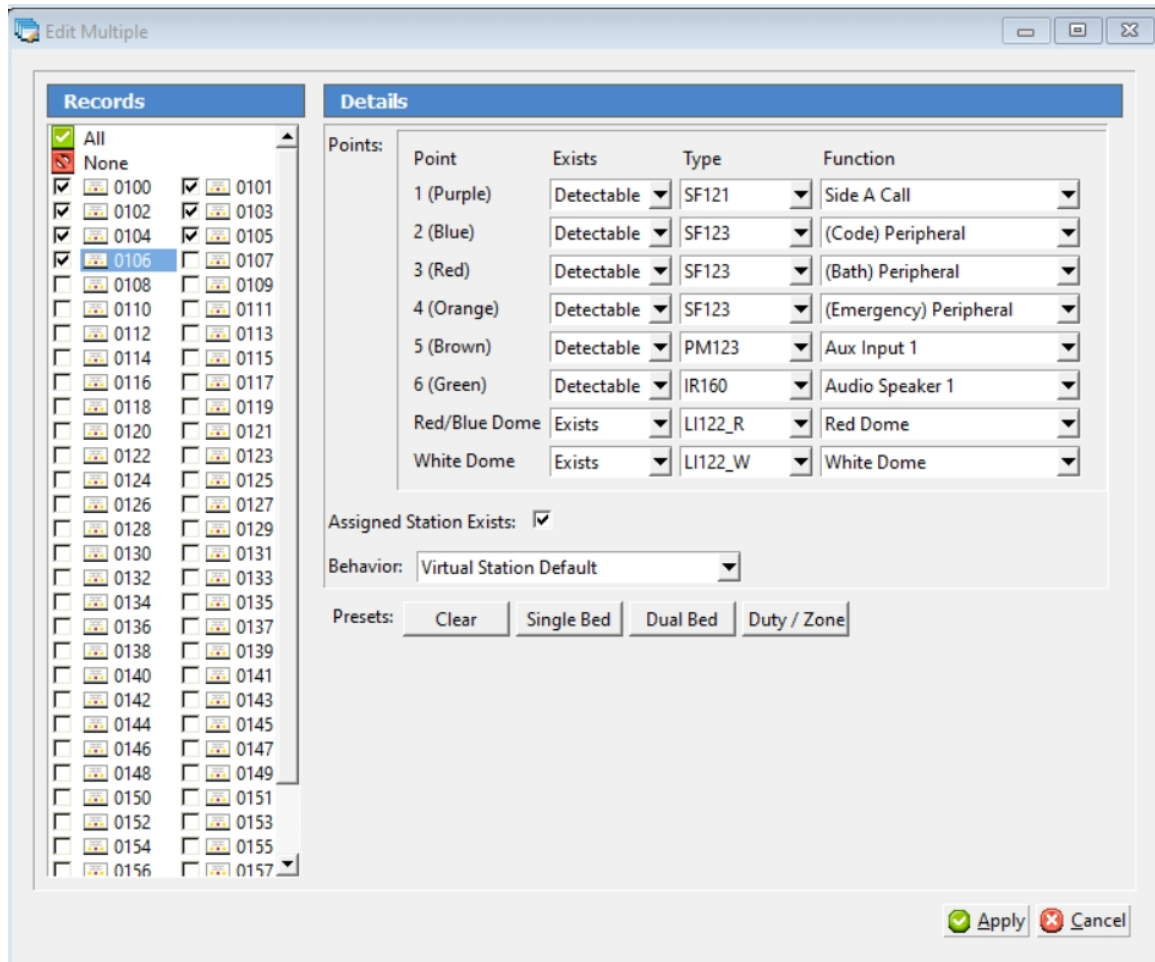 Edit Multiple
Records
All
None
0100 0101
0102 0103
0104 0105
0106 0107
0108 0109
0110 0111
0112 0113
0114 0115
0116 0117
0118 0119
0120 0121
0122 0123
0124 0125
0126 0127
0128 0129
0130 0131
0132 0133
0134 0135
0136 0137
0138 0139
0140 0141
0142 0143
0144 0145
0146 0147
0148 0149
0150 0151
0152 0153
0154 0155
0156 0157
Details
Points:
Point Exists Type Function
1 (Purple) Detectable SF121 Side A Call
2 (Blue) Detectable SF123 (Code) Peripheral
3 (Red) Detectable SF123 (Bath) Peripheral
4 (Orange) Detectable SF123 (Emergency) Peripheral
5 (Brown) Detectable PM123 Aux Input 1
6 (Green) Detectable IR160 Audio Speaker 1
Red/Blue Dome Exists LI122_R Red Dome
White Dome Exists LI122_W White Dome
Assigned Station Exists:
Behavior: Virtual Station Default
Presets: Clear Single Bed Dual Bed Duty / Zone
Apply Cancel